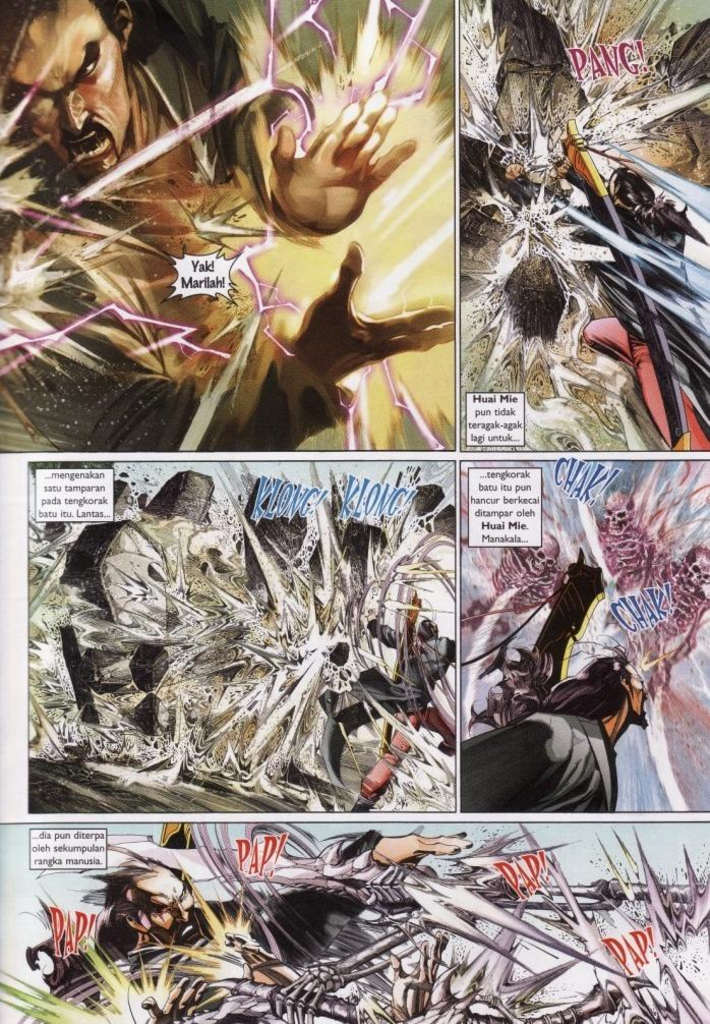 Yak!
Marilah!
PANG!
Huai Mie
pun tidak
teragak-agak
lagi untuk...
...mengenakan
satu tamparan
pada tengkorak
batu itu. Lantas...
KLONG! KLONG!
...tengkorak
batu itu pun
hancur berkecai
ditampar oleh
Huai Mie.
Manakala...
CHAK!
CHAK!
...dia pun diterpa
oleh sekumpulan
rangka manusia.
PAP!
PAP!
PAP!
PAP!